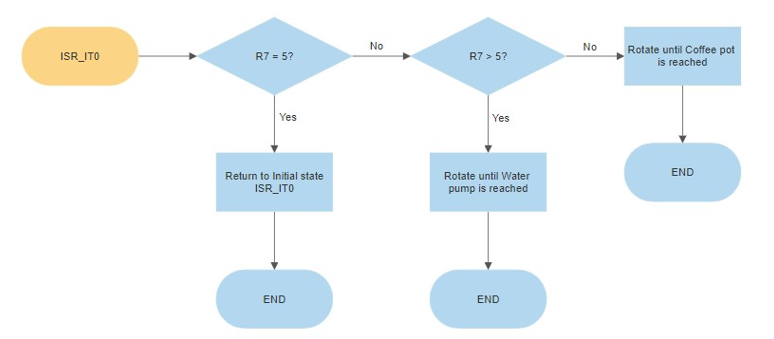 ISR_IT0
R7 = 5?
No
R7 > 5?
No
Rotate until Coffee pot
is reached
Yes
Yes
Return to Initial state
ISR_IT0
Rotate until Water
pump is reached
END
END
END